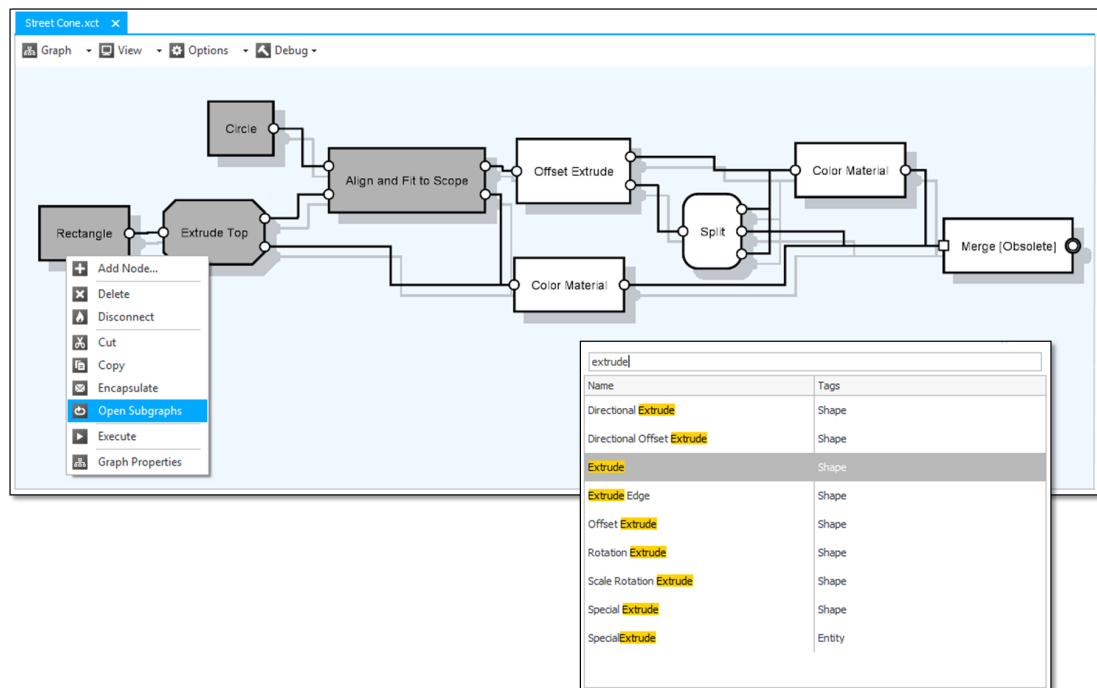 Street Cone.xct
Graph View Options Debug
Circle
Align and Fit to Scope
Offset Extrude
Color Material
Rectangle
Extrude Top
Split
Merge [Obsolete]
Color Material
Add Node...
Delete
Disconnect
Cut
Copy
Encapsulate
Open Subgraphs
Execute
Graph Properties
extrude
Name Tags
Directional Extrude Shape
Directional Offset Extrude Shape
Extrude Shape
Extrude Edge Shape
Offset Extrude Shape
Rotation Extrude Shape
Scale Rotation Extrude Shape
Special Extrude Shape
SpecialExtrude Entity